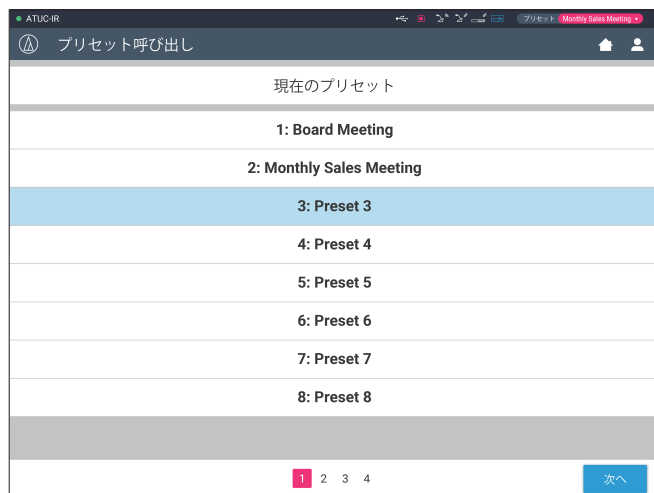 ATUC-IR
プリセット Monthly Sales Meeting
プリセット呼び出し
現在のプリセット
1: Board Meeting
2: Monthly Sales Meeting
3: Preset 3
4: Preset 4
5: Preset 5
6: Preset 6
7: Preset 7
8: Preset 8
1 2 3 4
次へ